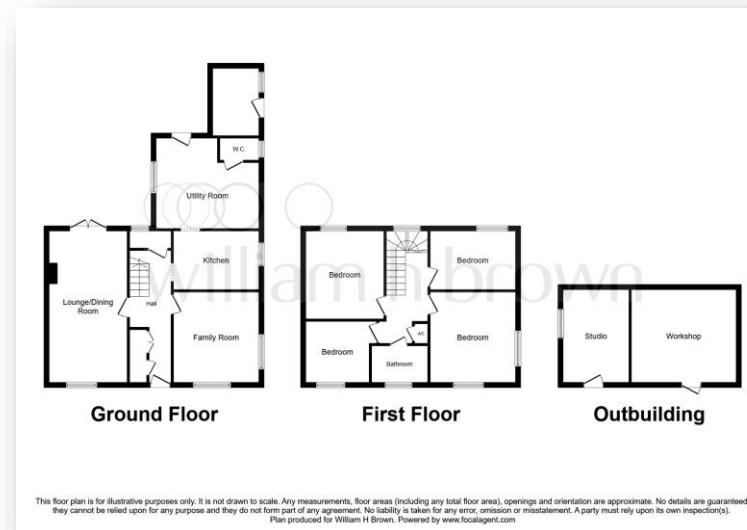 W.C.
Utility Room
Kitchen
Lounge/Dining
Room
Hall
Family Room
Bedroom
Bedroom
Bedroom
Bathroom
A/C
Bedroom
Studio
Workshop
william h brown
Ground Floor
First Floor
Outbuilding
This floor plan is for illustrative purposes only. It is not drawn to scale. Any measurements, floor areas (including any total floor area), openings and orientation are approximate. No details are guaranteed,
they cannot be relied upon for any purpose and they do not form part of any agreement. No liability is taken for any error, omission or misstatement. A party must rely upon its own inspection(s).
Plan produced for William H Brown. Powered by www.focalagent.com